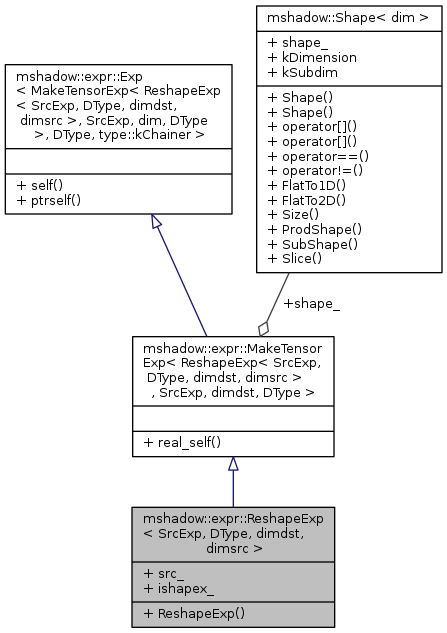 mshadow::Shape< dim >
+ shape_
+ kDimension
+ kSubdim
+ Shape()
+ Shape()
+ operator[]()
+ operator[]()
+ operator==()
+ operator!=()
+ FlatTo1D()
+ FlatTo2D()
+ Size()
+ ProdShape()
+ SubShape()
+ Slice()
mshadow::expr::Exp
< MakeTensorExp< ReshapeExp
< SrcExp, DType, dimdst,
dimsrc >, SrcExp, dim, DType
>, DType, type::kChainer >
+ self()
+ ptrself()
+shape_
mshadow::expr::MakeTensor
Exp< ReshapeExp< SrcExp,
DType, dimdst, dimsrc >
, SrcExp, dimdst, DType >
+ real_self()
mshadow::expr::ReshapeExp
< SrcExp, DType, dimdst,
dimsrc >
+ src_
+ ishapex_
+ ReshapeExp()